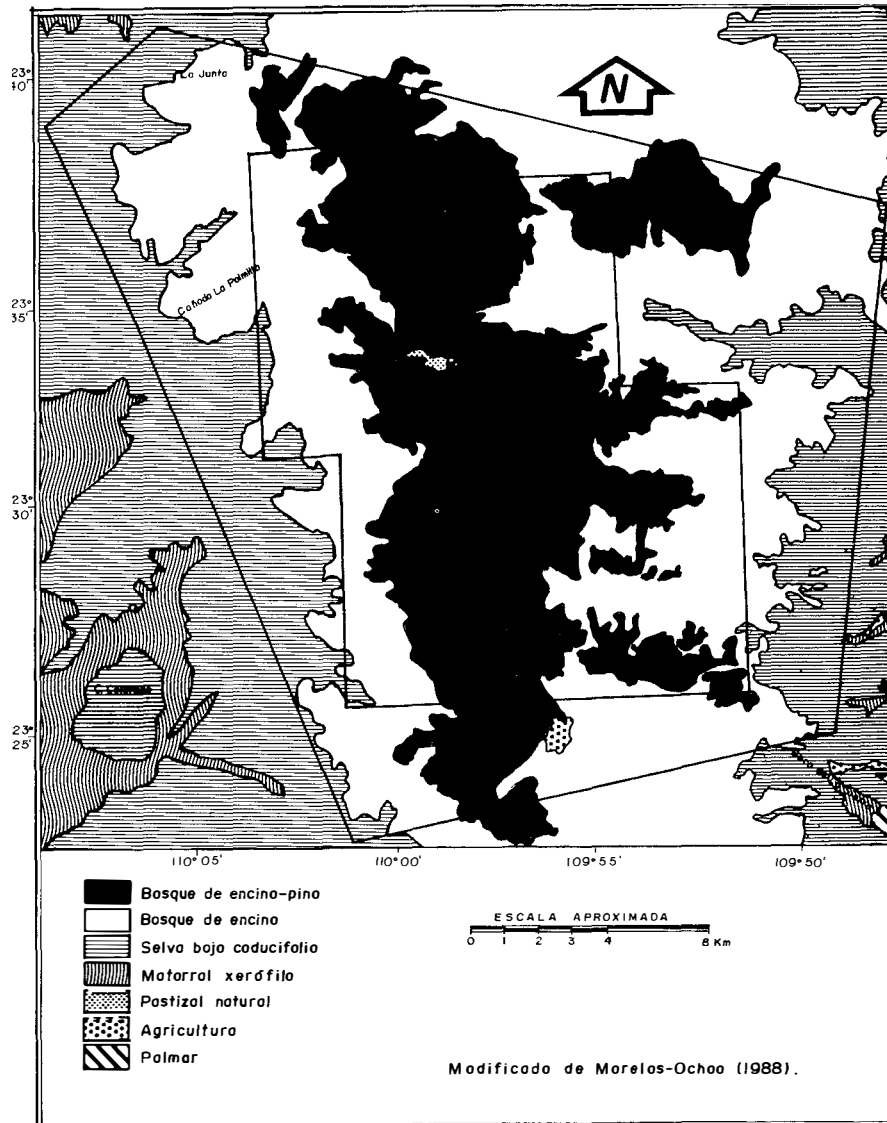 La Junta
N
23°
40'
Cañada La Palmilla
23°
35'
23°
30'
23°
25'
110°05'
110°00'
109°55'
109°50'
Bosque de encino-pino
Bosque de encino
Selva bajo caducifolio
Matorral xerófilo
Pastizal natural
Agricultura
Palmar
ESCALA APROXIMADA
0 1 2 3 4 8 Km
Modificado de Morelos-Ochoa (1988).